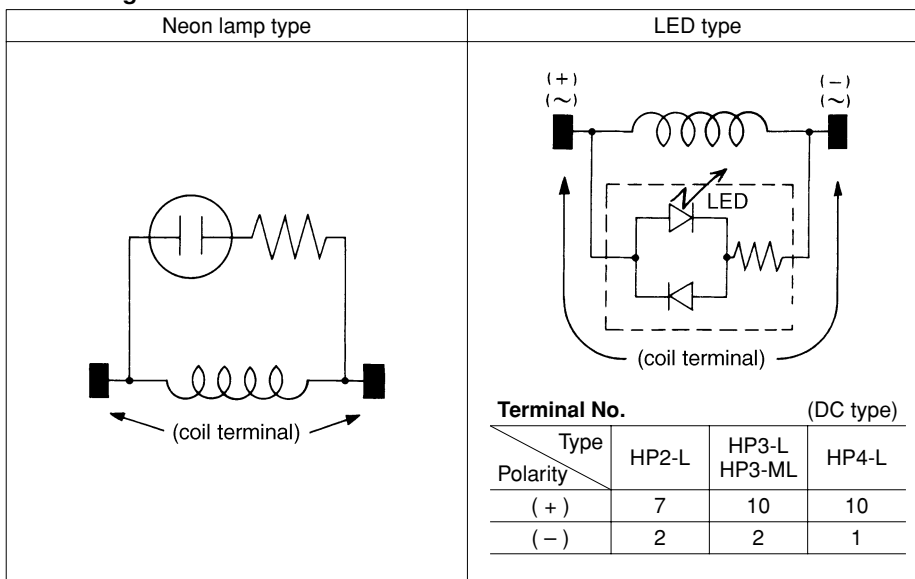 Neon lamp type
LED type
(+)
(~)
(−)
(~)
LED
(coil terminal)
(coil terminal)
Terminal No. (DC type)
Type
Polarity
HP2-L
HP3-L
HP3-ML
HP4-L
( + ) 7 10 10
( − ) 2 2 1